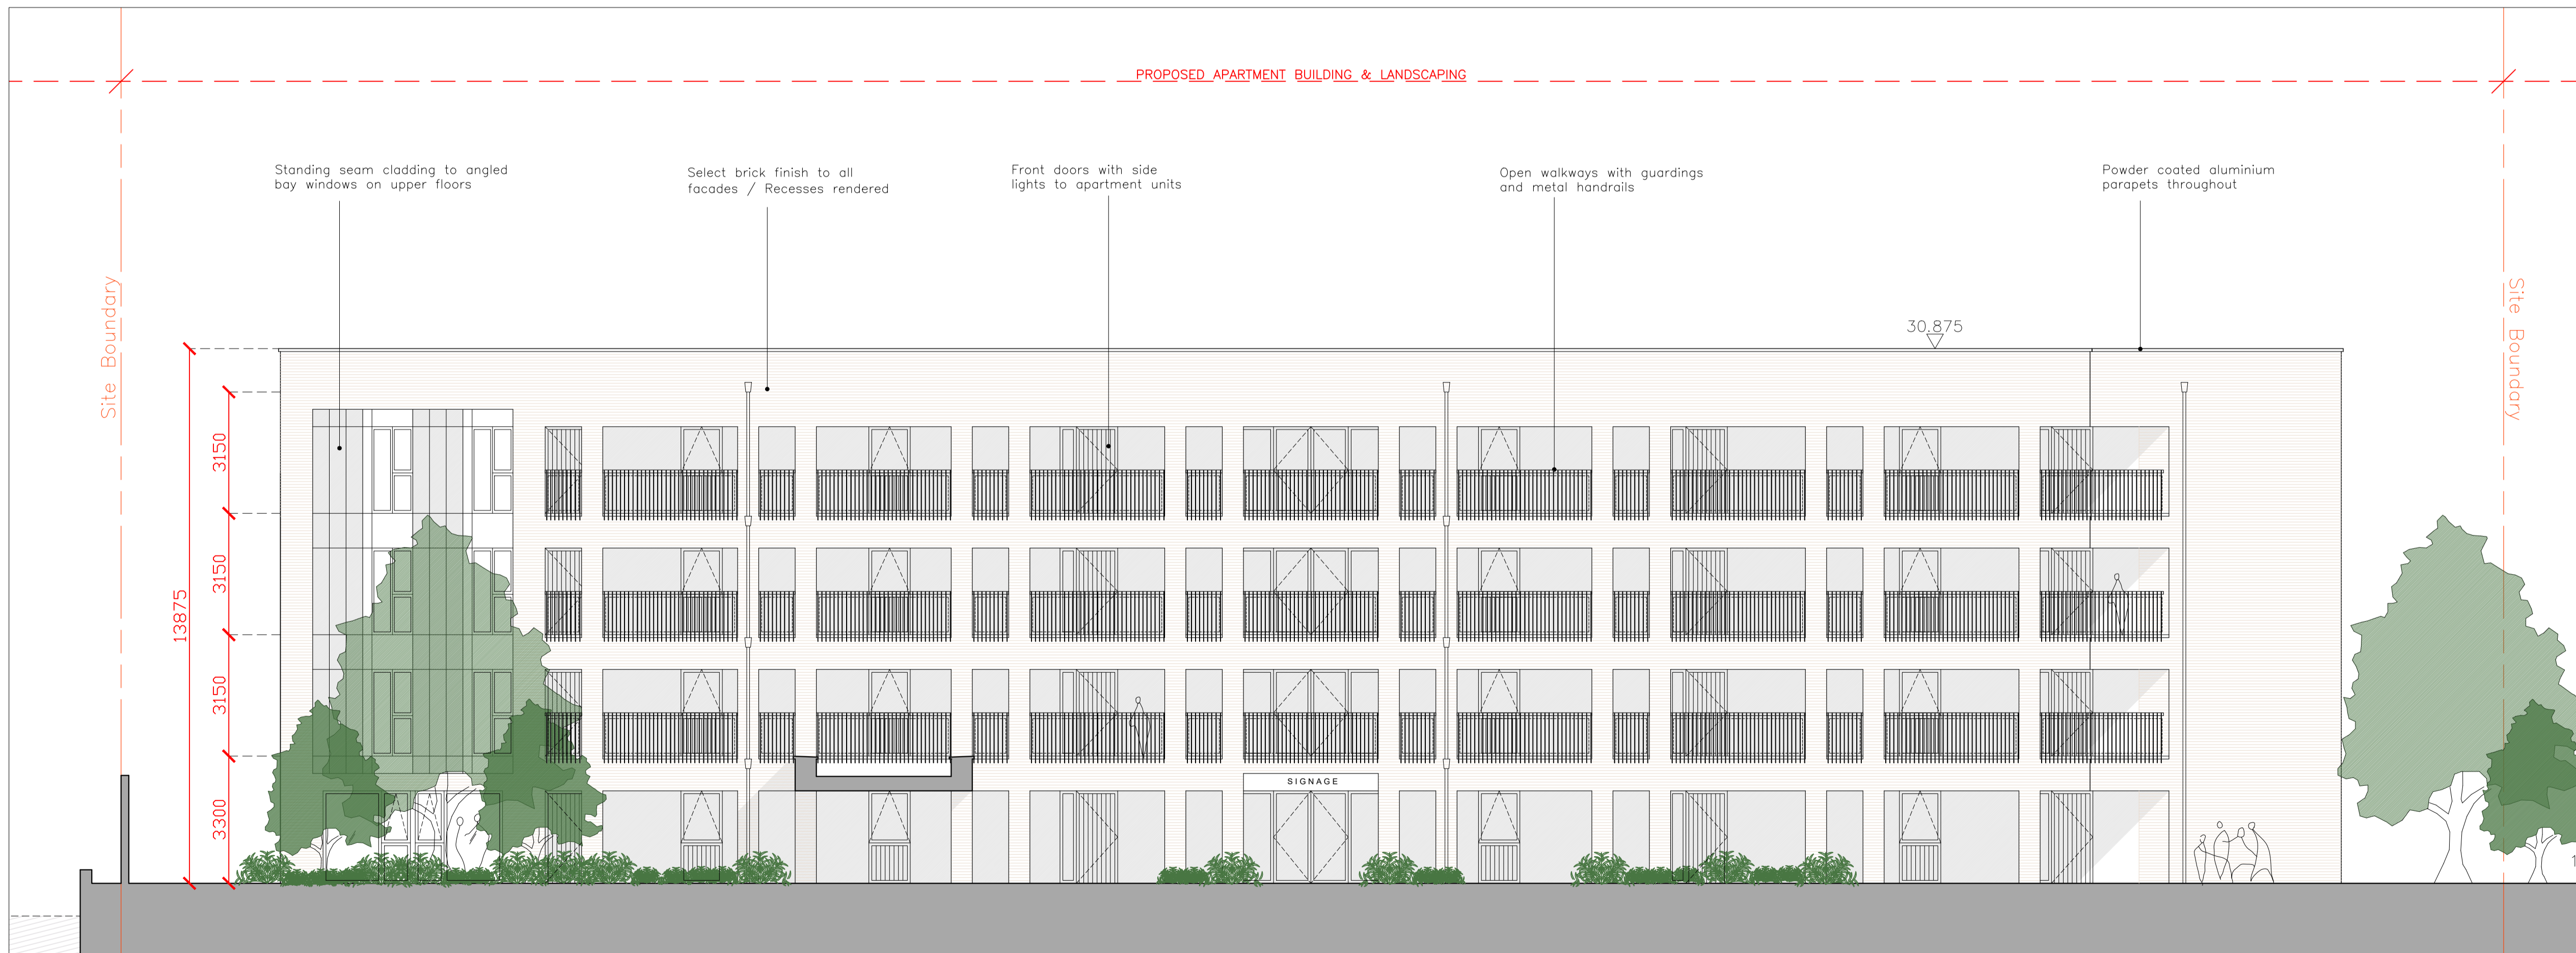 PROPOSED APARTMENT BUILDING & LANDSCAPING
Standing seam cladding to angled
bay windows on upper floors
Select brick finish to all
facades / Recesses rendered
Front doors with side
lights to apartment units
Open walkways with guardings
and metal handrails
Powder coated aluminium
parapets throughout
Site Boundary
Site Boundary
30.875
13875
3150
3150
3150
3300
SIGNAGE